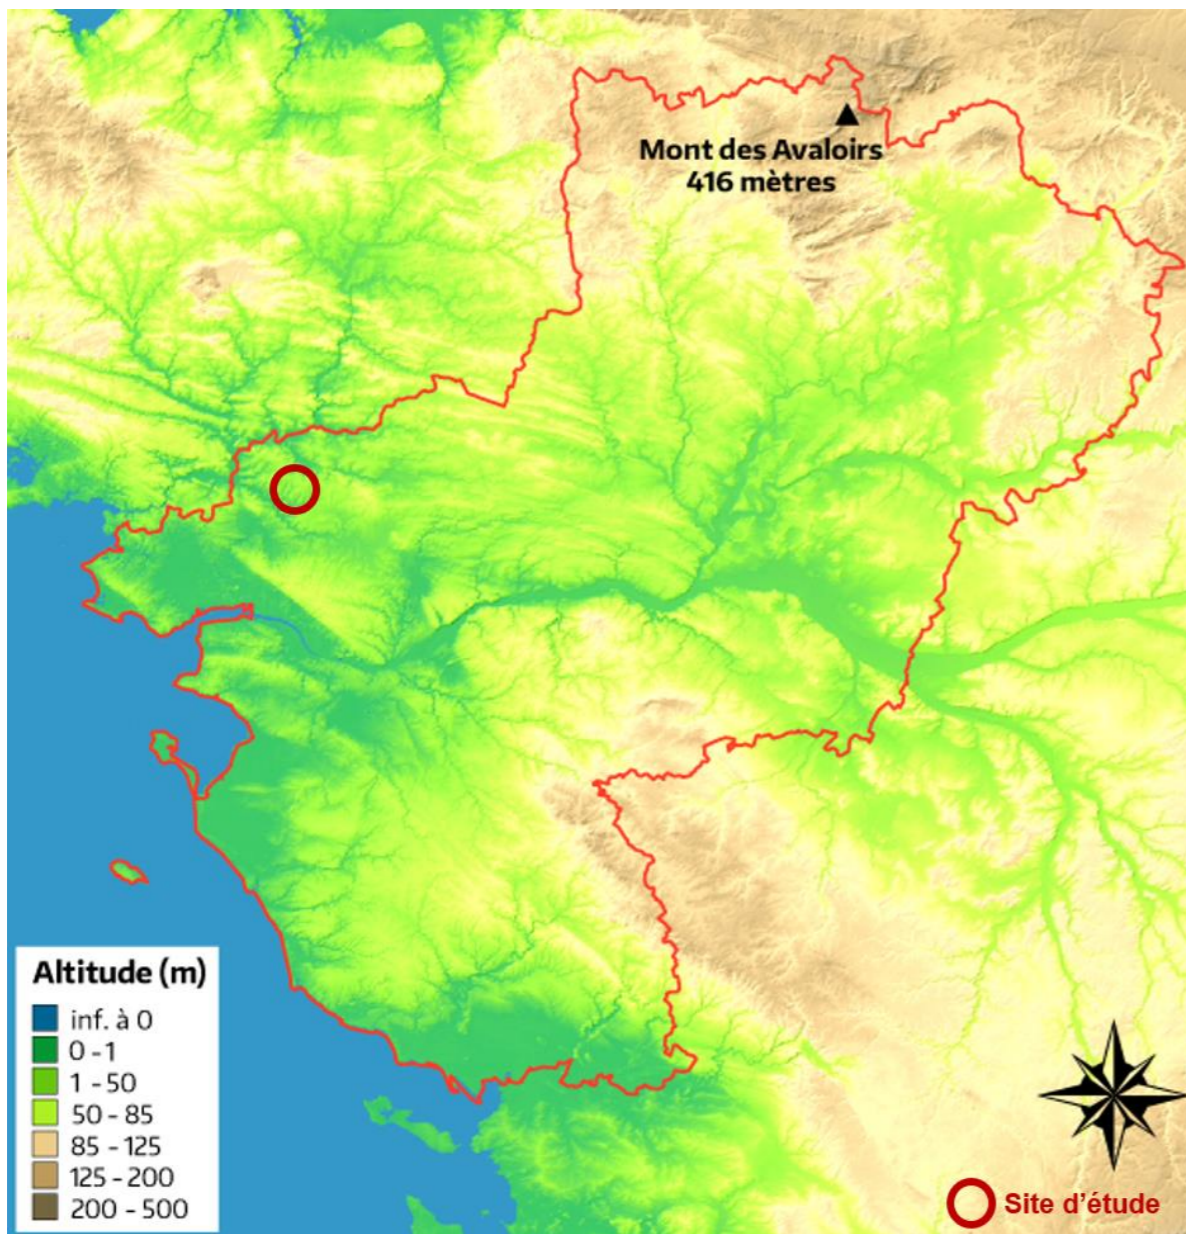 Mont des Avaloirs
416 mètres
Altitude (m)
inf. à 0
0 - 1
1 - 50
50 - 85
85 - 125
125 - 200
200 - 500
Site d'étude